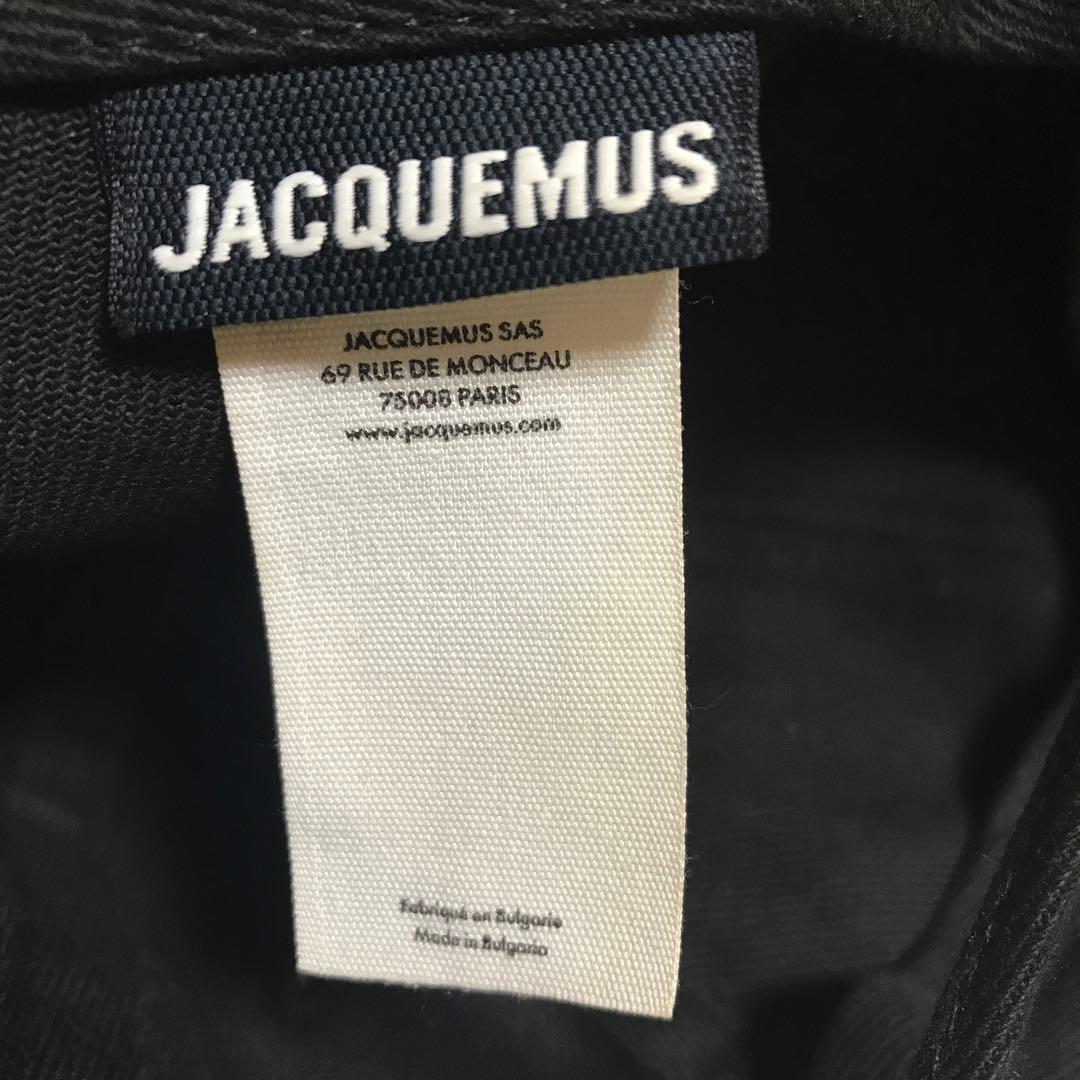 JACQUEMUS
JACQUEMUS SAS
69 RUE DE MONCEAU
75008 PARIS
www.jacquemus.com
Fabriqué en Bulgarie
Made in Bulgaria